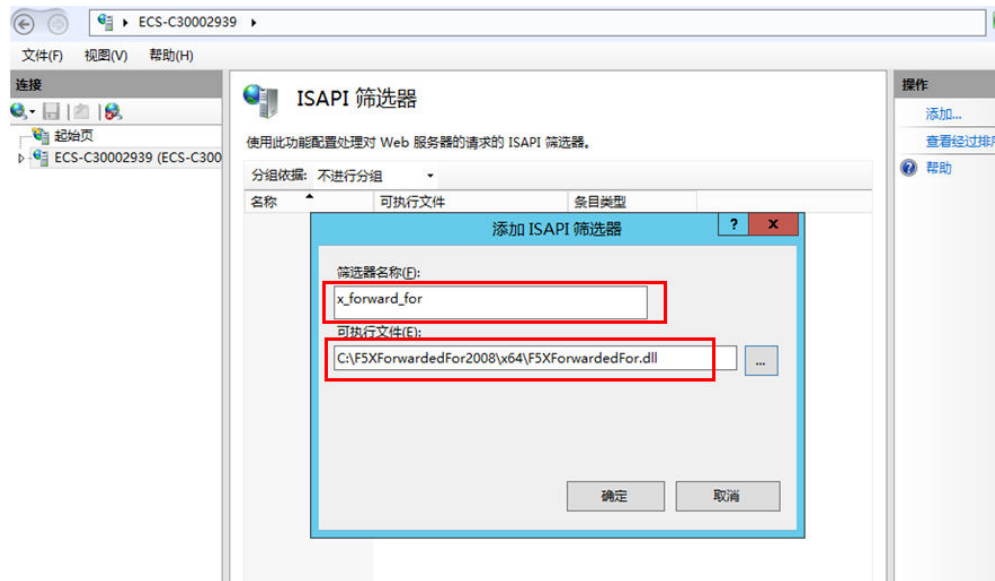 ECS-C30002939
文件(F) 视图(V) 帮助(H)
连接
起始页
ECS-C30002939 (ECS-C300
ISAPI 筛选器
使用此功能配置处理对 Web 服务器的请求的 ISAPI 筛选器。
分组依据: 不进行分组
名称 可执行文件 条目类型
添加 ISAPI 筛选器
? x
筛选器名称(F):
x_forward_for
可执行文件(E):
C:\F5XForwardedFor2008\x64\F5XForwardedFor.dll
...
确定 取消
操作
添加...
查看经过排
帮助